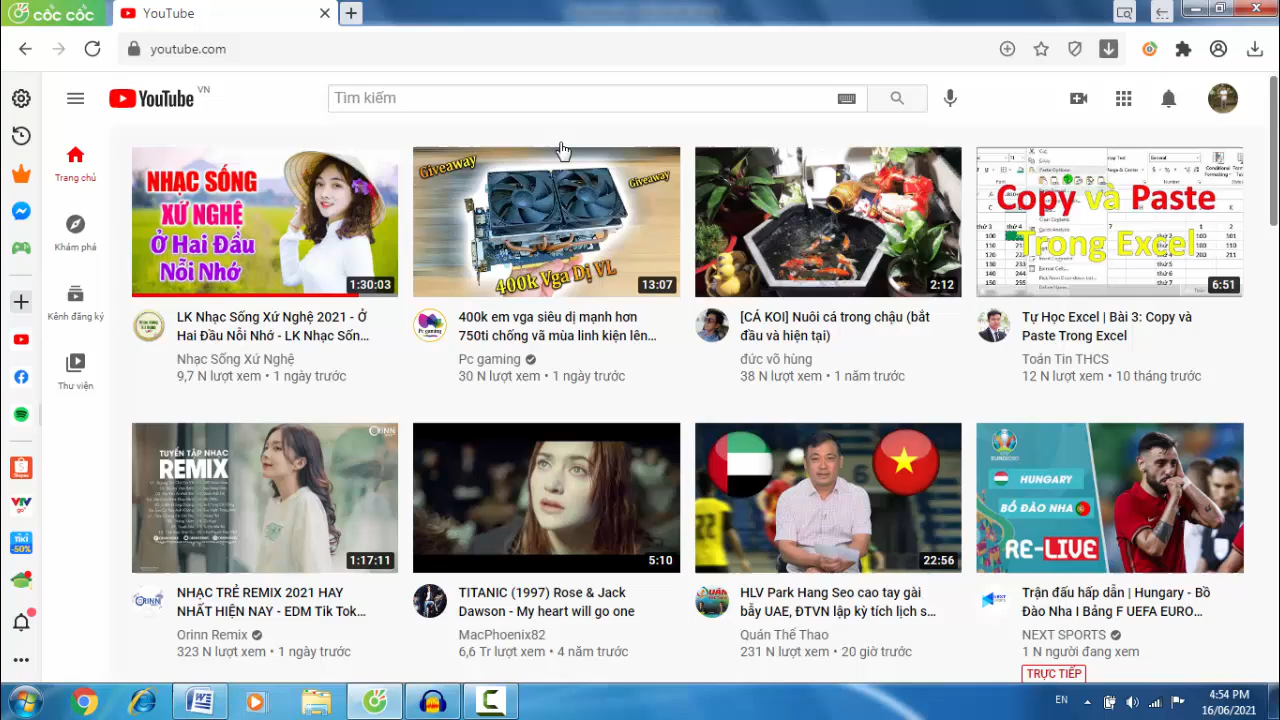 cốc cốc
YouTube
youtube.com
YouTube VN
Tìm kiếm
Trang chủ
Khám phá
Kênh đăng ký
Thư viện
NHẠC SỐNG
XỨ NGHỆ
Ở Hai Đầu
Nỗi Nhớ
1:30:03
LK Nhạc Sống Xứ Nghệ 2021 - Ở
Hai Đầu Nỗi Nhớ - LK Nhạc Sốn...
Nhạc Sống Xứ Nghệ
9,7 N lượt xem • 1 ngày trước
Giveaway
Giveaway
400k Vga Dị VL
13:07
400k em vga siêu dị mạnh hơn
750ti chống vã mùa linh kiện lên...
Pc gaming
30 N lượt xem • 1 ngày trước
2:12
[CÁ KOI] Nuôi cá trong chậu (bắt
đầu và hiện tại)
đức võ hùng
38 N lượt xem • 1 năm trước
Copy và Paste
Trong Excel
6:51
Tự Học Excel | Bài 3: Copy và
Paste Trong Excel
Toán Tin THCS
12 N lượt xem • 10 tháng trước
ORINN
TUYỂN TẬP NHẠC
REMIX
1:17:11
NHẠC TRẺ REMIX 2021 HAY
NHẤT HIỆN NAY - EDM Tik Tok...
Orinn Remix
323 N lượt xem • 1 ngày trước
5:10
TITANIC (1997) Rose & Jack
Dawson - My heart will go one
MacPhoenix82
6,6 Tr lượt xem • 4 năm trước
22:56
HLV Park Hang Seo cao tay gài
bẫy UAE, ĐTVN lập kỳ tích lịch s...
Quán Thể Thao
231 N lượt xem • 20 giờ trước
HUNGARY
BỒ ĐÀO NHA
RE-LIVE
Trận đấu hấp dẫn | Hungary - Bồ
Đào Nha I Bảng F UEFA EURO...
NEXT SPORTS
1 N người đang xem
TRỰC TIẾP
EN
4:54 PM
16/06/2021